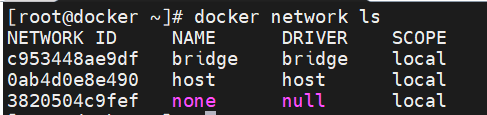 [root@docker ~]# docker network ls
NETWORK ID     NAME      DRIVER    SCOPE
c953448ae9df   bridge    bridge    local
0ab4d0e8e490   host      host      local
3820504c9fef   none      null      local